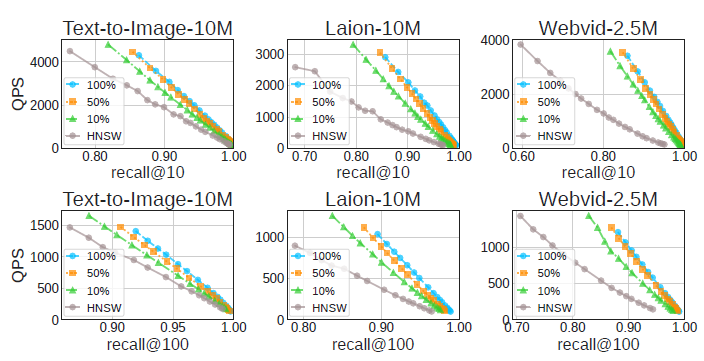 Text-to-Image-10M
Laion-10M
Webvid-2.5M
QPS
4000
2000
0
100%
50%
10%
HNSW
0.80
0.90
1.00
recall@10
3000
2000
1000
0
100%
50%
10%
HNSW
0.70
0.80
0.90
1.00
recall@10
4000
2000
0
100%
50%
10%
HNSW
0.60
0.80
1.00
recall@10
Text-to-Image-10M
Laion-10M
Webvid-2.5M
QPS
1500
1000
500
0
100%
50%
10%
HNSW
0.90
0.95
1.00
recall@100
1000
500
0
100%
50%
10%
HNSW
0.80
0.90
1.00
recall@100
1000
500
0
100%
50%
10%
HNSW
0.70
0.80
0.90
1.00
recall@100